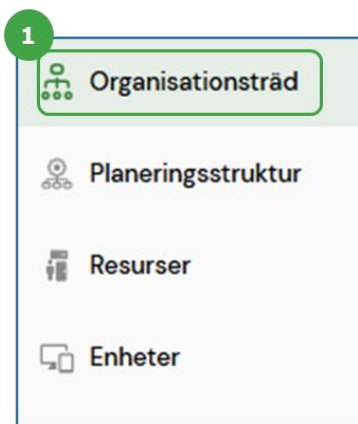 1
Organisationsträd
Planeringsstruktur
Resurser
Enheter